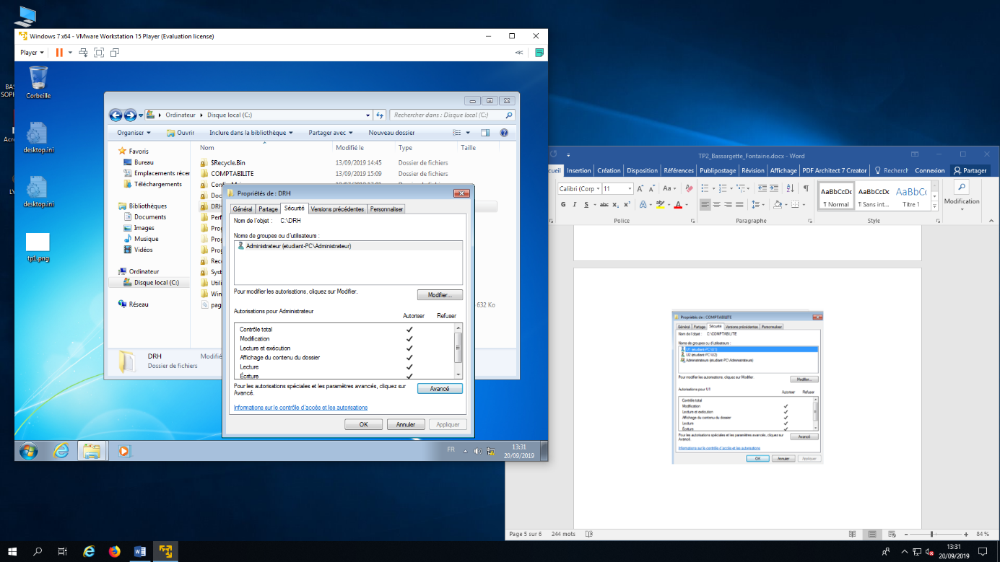 Windows 7 x64 - VMware Workstation 15 Player (Evaluation license)
Player
Corbeille
desktop.ini
desktop.ini
tp1.png
Ordinateur
Disque local (C:)
Rechercher dans : Disque local (C:)
Organiser
Ouvrir
Inclure dans la bibliothèque
Partager avec
Nouveau dossier
Favoris
Bureau
Emplacements récer
Téléchargements
Bibliothèques
Documents
Images
Musique
Vidéos
Ordinateur
Disque local (C:)
Réseau
Nom
Modifié le
Type
Taille
$Recycle.Bin
13/09/2019 14:45
Dossier de fichiers
COMPTABILITE
13/09/2019 15:09
Dossier de fichiers
Doc
DRH
Perf
Prog
Prog
Prog
Reco
Syst
Utili
Win
pag
632 Ko
DRH
Modifié
Dossier de fichiers
Propriétés de : DRH
Général
Partage
Sécurité
Versions précédentes
Personnaliser
Nom de l'objet :
C:\DRH
Noms de groupes ou d'utilisateurs :
Administrateur (etudiant-PC\Administrateur)
Pour modifier les autorisations, cliquez sur Modifier.
Modifier...
Autorisations pour Administrateur
Autoriser
Refuser
Contrôle total
Modification
Lecture et exécution
Affichage du contenu du dossier
Lecture
Écriture
Pour les autorisations spéciales et les paramètres avancés, cliquez sur
Avancé.
Avancé
Informations sur le contrôle d'accès et les autorisations
OK
Annuler
Appliquer
FR
13:31
20/09/2019
TP2_Bassargette_Fontaine.docx - Word
cueil
Insertion
Création
Disposition
Références
Publipostage
Révision
Affichage
PDF Architect 7 Creator
Recherch
Connexion
Partager
Calibri (Corp
11
Aa
G
I
S
abc
x₂
x²
Police
Paragraphe
AaBbCcDc
AaBbCcDc
AaBbCc
¶ Normal
¶ Sans int...
Titre 1
Style
Modification
Propriétés de : COMPTABILITE
Général
Partage
Sécurité
Versions précédentes
Personnaliser
Nom de l'objet :
C:\COMPTABILITE
Noms de groupes ou d'utilisateurs :
U1 (etudiant-PC\U1)
U2 (etudiant-PC\U2)
Administrateurs (etudiant-PC\Administrateurs)
Pour modifier les autorisations, cliquez sur Modifier.
Modifier...
Autorisations pour U1
Autoriser
Refuser
Contrôle total
Modification
Lecture et exécution
Affichage du contenu du dossier
Lecture
Écriture
Pour les autorisations spéciales et les paramètres avancés, cliquez sur
Avancé.
Avancé
Informations sur le contrôle d'accès et les autorisations
OK
Annuler
Appliquer
Page 5 sur 6
244 mots
84 %
13:31
20/09/2019